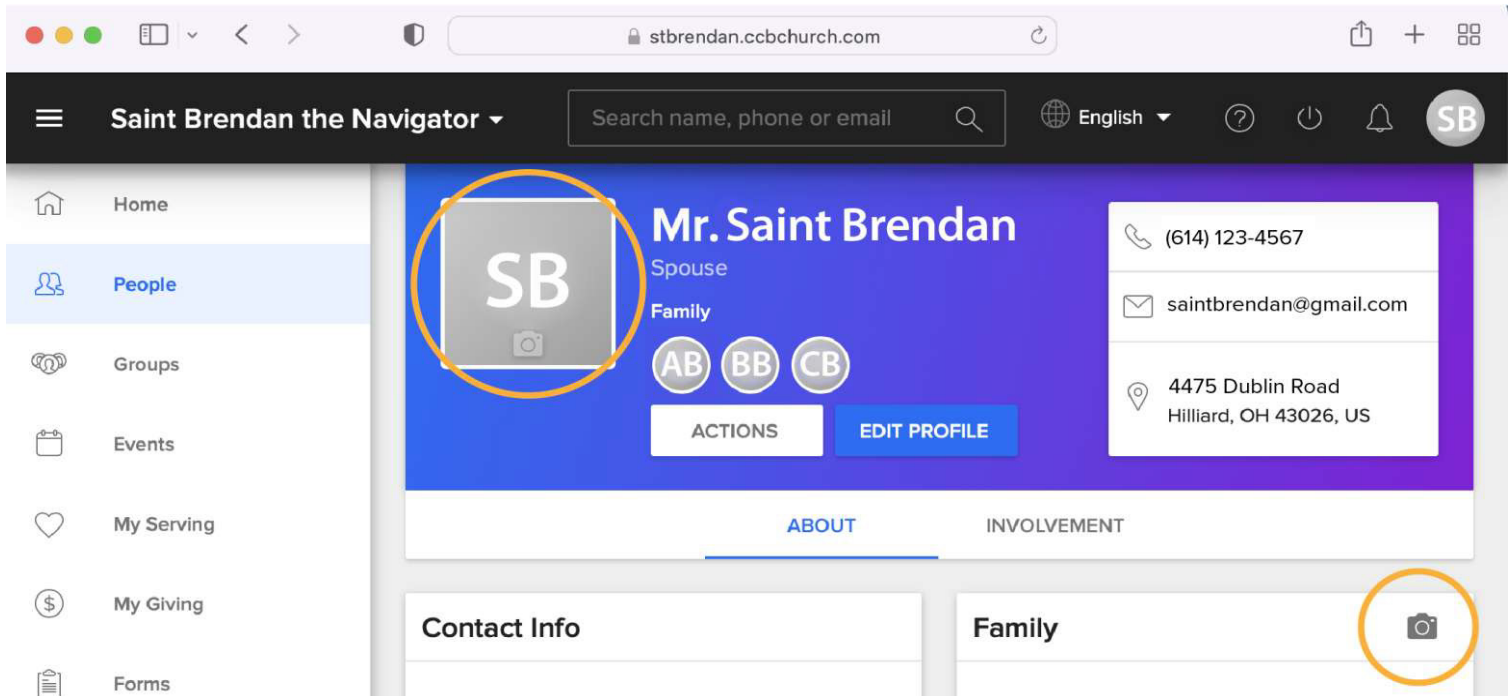 stbrendan.ccbchurch.com
Saint Brendan the Navigator
Search name, phone or email
English
SB
Home
People
Groups
Events
My Serving
My Giving
Forms
SB
Mr. Saint Brendan
Spouse
Family
AB BB CB
ACTIONS EDIT PROFILE
(614) 123-4567
saintbrendan@gmail.com
4475 Dublin Road
Hilliard, OH 43026, US
ABOUT INVOLVEMENT
Contact Info
Family